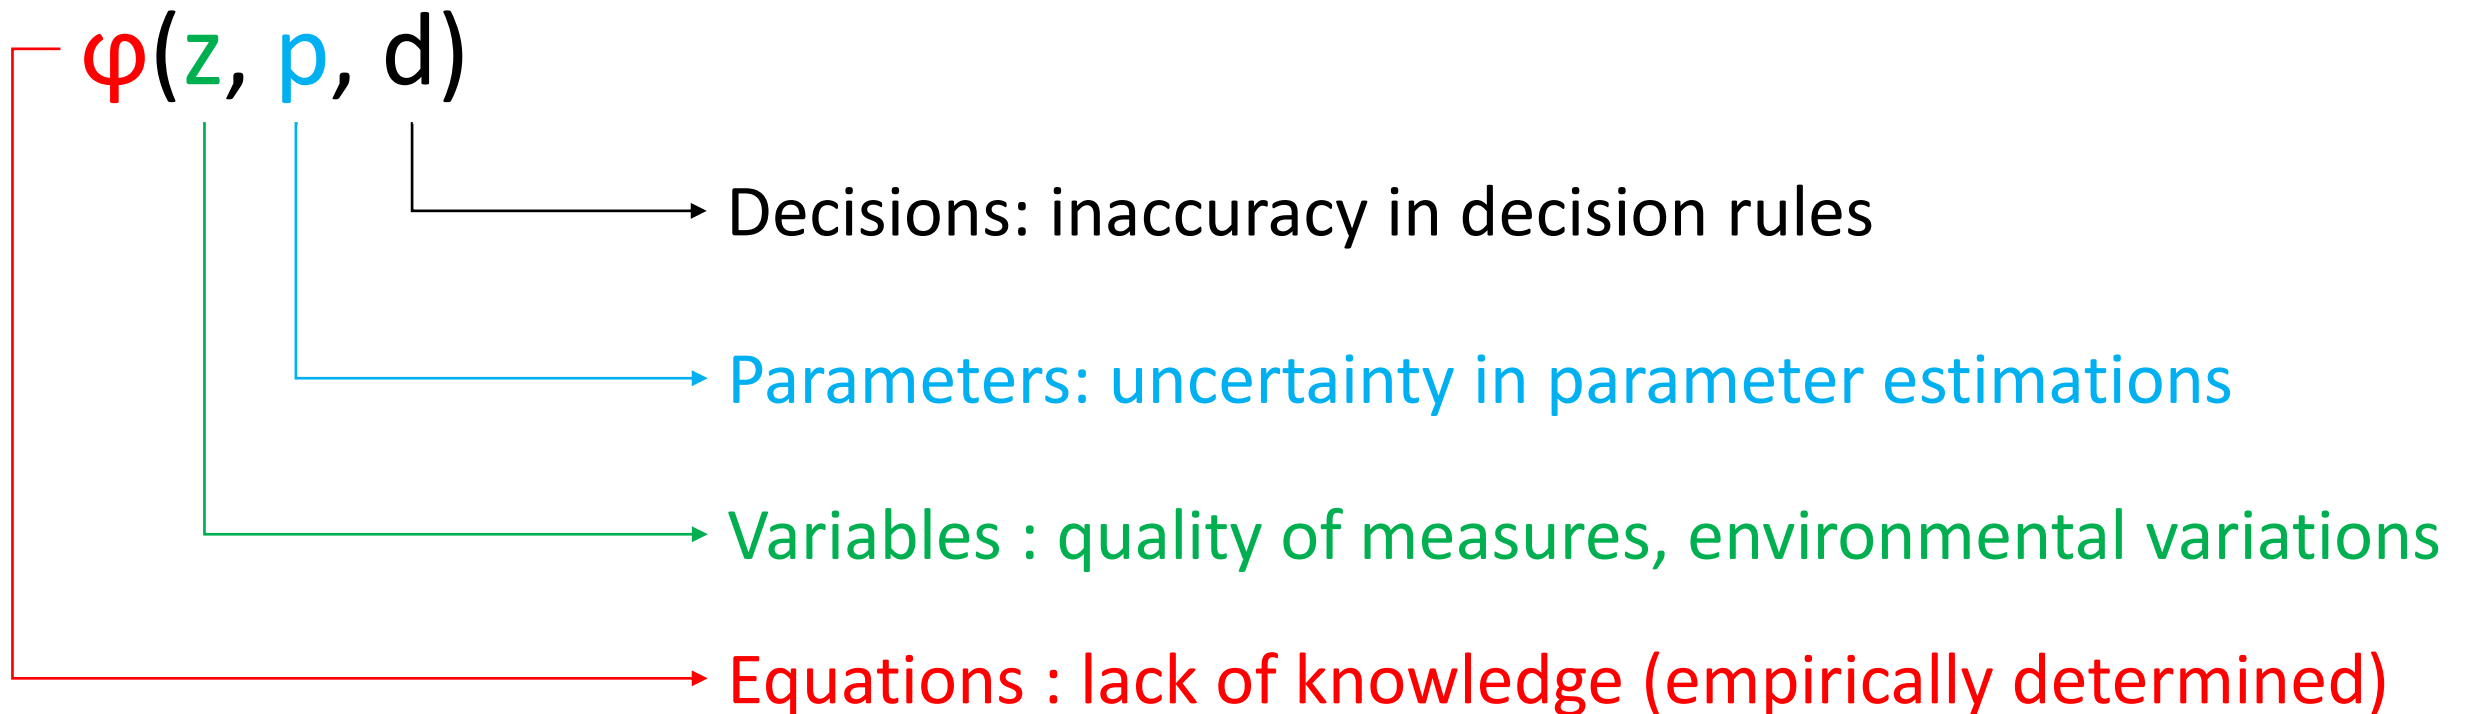 φ(z, p, d)
Decisions: inaccuracy in decision rules
Parameters: uncertainty in parameter estimations
Variables : quality of measures, environmental variations
Equations : lack of knowledge (empirically determined)